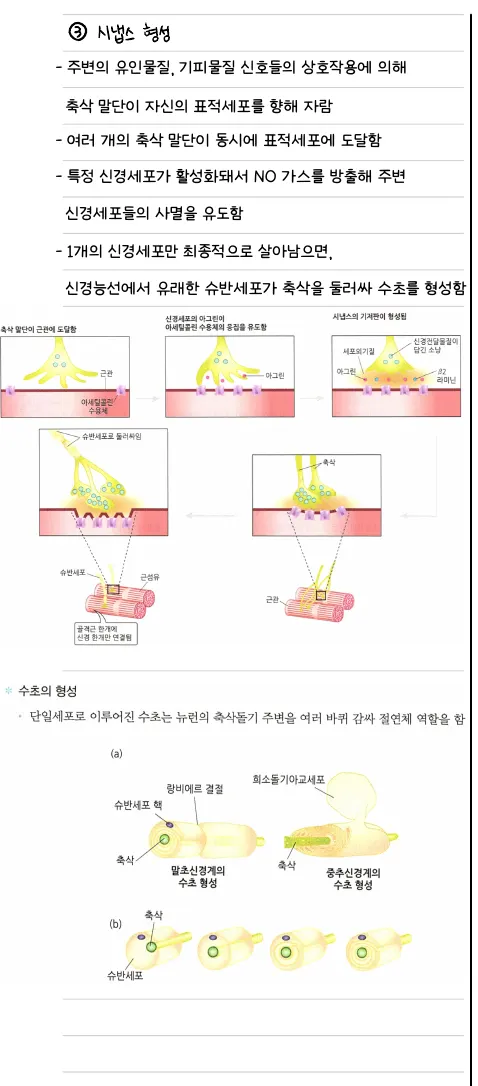 ③ 시냅스 형성
- 주변의 유인물질, 기피물질 신호들의 상호작용에 의해
축삭 말단이 자신의 표적세포를 향해 자람
- 여러 개의 축삭 말단이 동시에 표적세포에 도달함
- 특정 신경세포가 활성화돼서 NO 가스를 방출해 주변
신경세포들의 사멸을 유도함
- 1개의 신경세포만 최종적으로 살아남으면,
신경능선에서 유래한 슈반세포가 축삭을 둘러싸 수초를 형성함
축삭 말단이 근관에 도달함
근관
아세틸콜린
수용체
신경세포의 아그린이
아세틸콜린 수용체의 응집을 유도함
아그린
시냅스의 기저판이 형성됨
신경전달물질이
담긴 소낭
세포외기질
아그린
β2
라미닌
슈반세포로 둘러싸임
축삭
슈반세포
근섬유
골격근 한개에
신경 한개만 연결됨
근관
* 수초의 형성
· 단일세포로 이루어진 수초는 뉴런의 축삭돌기 주변을 여러 바퀴 감싸 절연체 역할을 함
(a)
랑비에르 결절
슈반세포 핵
축삭
말초신경계의
수초 형성
희소돌기아교세포
축삭
중추신경계의
수초 형성
(b)
축삭
슈반세포